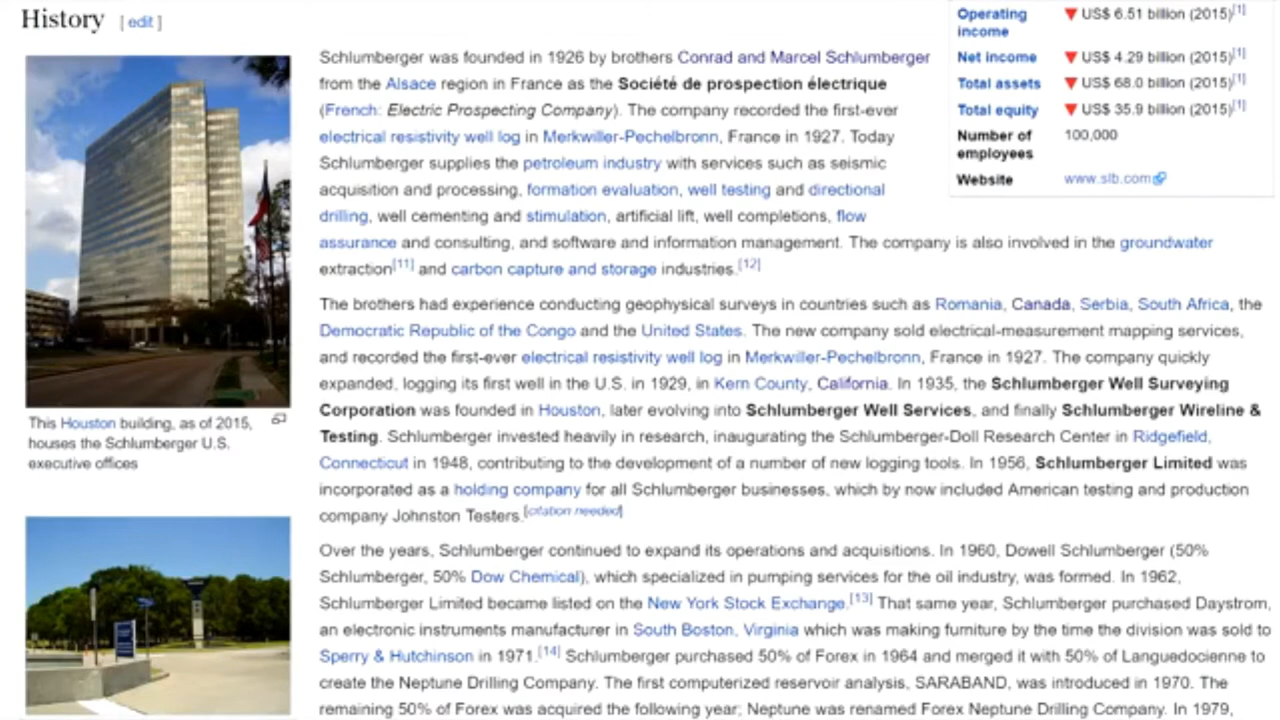 History [ edit ]
Operating income ▼ US$ 6.51 billion (2015)[1]
Net income ▼ US$ 4.29 billion (2015)[1]
Total assets ▼ US$ 68.0 billion (2015)[1]
Total equity ▼ US$ 35.9 billion (2015)[1]
Number of employees 100,000
Website www.slb.com
Schlumberger was founded in 1926 by brothers Conrad and Marcel Schlumberger
from the Alsace region in France as the Société de prospection électrique
(French: Electric Prospecting Company). The company recorded the first-ever
electrical resistivity well log in Merkwiller-Pechelbronn, France in 1927. Today
Schlumberger supplies the petroleum industry with services such as seismic
acquisition and processing, formation evaluation, well testing and directional
drilling, well cementing and stimulation, artificial lift, well completions, flow
assurance and consulting, and software and information management. The company is also involved in the groundwater
extraction[11] and carbon capture and storage industries.[12]
The brothers had experience conducting geophysical surveys in countries such as Romania, Canada, Serbia, South Africa, the
Democratic Republic of the Congo and the United States. The new company sold electrical-measurement mapping services,
and recorded the first-ever electrical resistivity well log in Merkwiller-Pechelbronn, France in 1927. The company quickly
expanded, logging its first well in the U.S. in 1929, in Kern County, California. In 1935, the Schlumberger Well Surveying
Corporation was founded in Houston, later evolving into Schlumberger Well Services, and finally Schlumberger Wireline &
Testing. Schlumberger invested heavily in research, inaugurating the Schlumberger-Doll Research Center in Ridgefield,
Connecticut in 1948, contributing to the development of a number of new logging tools. In 1956, Schlumberger Limited was
incorporated as a holding company for all Schlumberger businesses, which by now included American testing and production
company Johnston Testers.[citation needed]
Over the years, Schlumberger continued to expand its operations and acquisitions. In 1960, Dowell Schlumberger (50%
Schlumberger, 50% Dow Chemical), which specialized in pumping services for the oil industry, was formed. In 1962,
Schlumberger Limited became listed on the New York Stock Exchange.[13] That same year, Schlumberger purchased Daystrom,
an electronic instruments manufacturer in South Boston, Virginia which was making furniture by the time the division was sold to
Sperry & Hutchinson in 1971.[14] Schlumberger purchased 50% of Forex in 1964 and merged it with 50% of Languedocienne to
create the Neptune Drilling Company. The first computerized reservoir analysis, SARABAND, was introduced in 1970. The
remaining 50% of Forex was acquired the following year; Neptune was renamed Forex Neptune Drilling Company. In 1979,
This Houston building, as of 2015,
houses the Schlumberger U.S.
executive offices